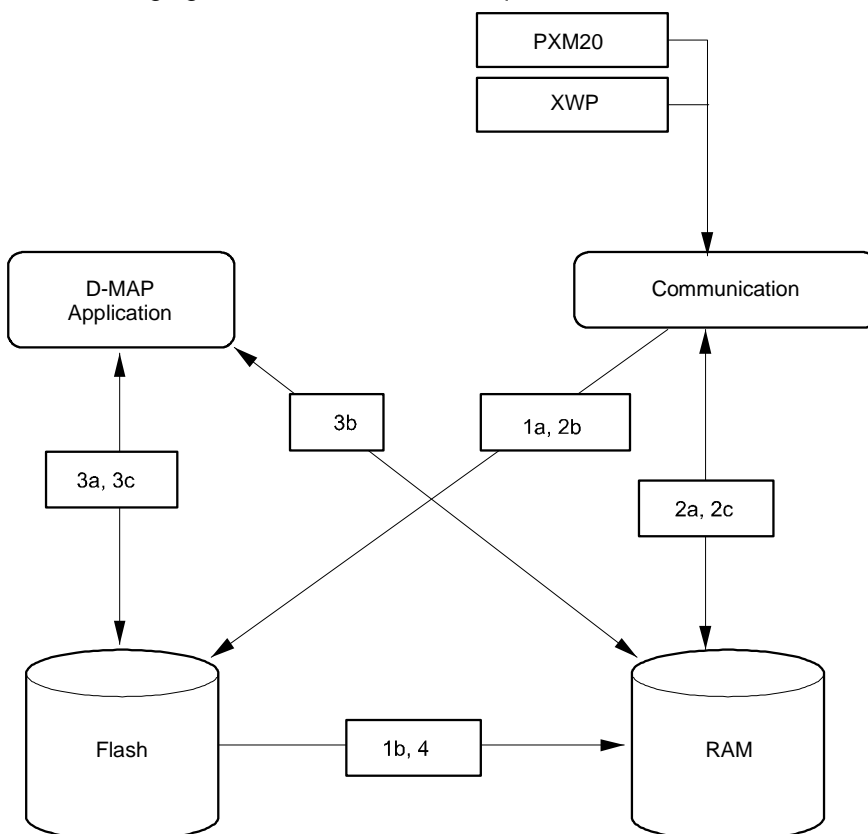 PXM20
XWP
D-MAP
Application
Communication
3b
1a, 2b
3a, 3c
2a, 2c
Flash
1b, 4
RAM